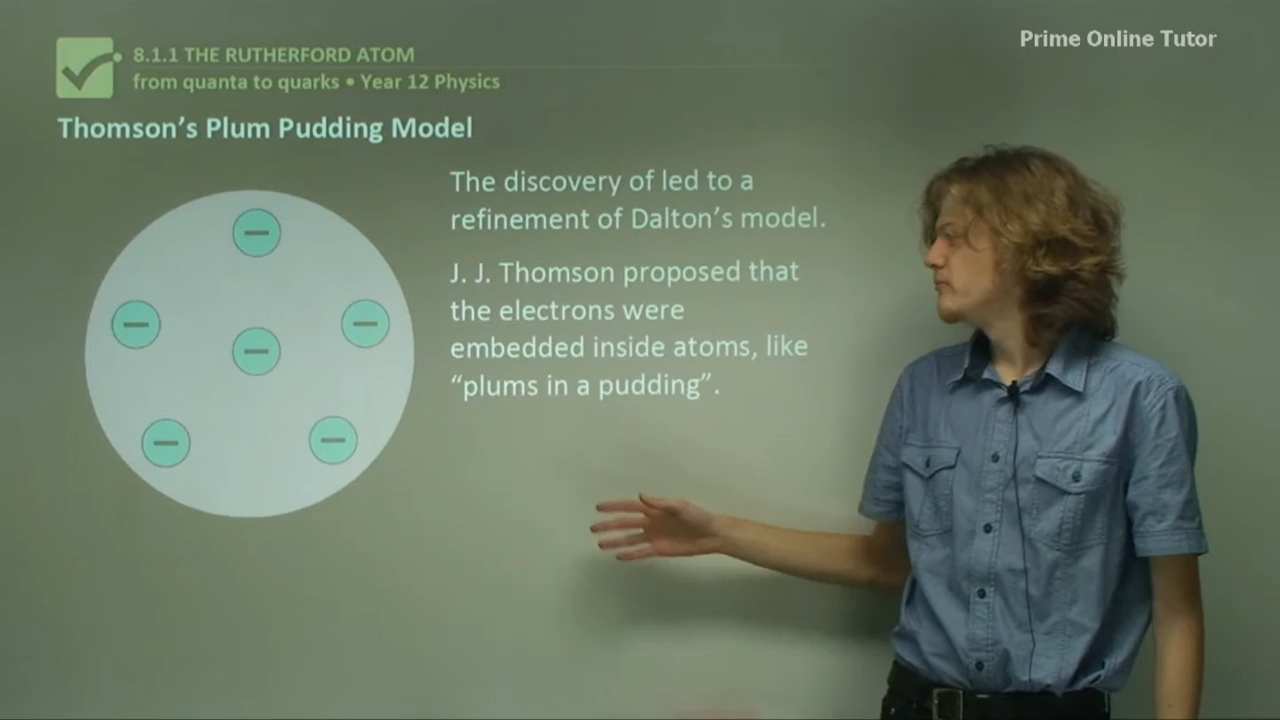 Prime Online Tutor
8.1.1 THE RUTHERFORD ATOM
from quanta to quarks • Year 12 Physics
Thomson's Plum Pudding Model
The discovery of led to a
refinement of Dalton's model.
J. J. Thomson proposed that
the electrons were
embedded inside atoms, like
“plums in a pudding”.